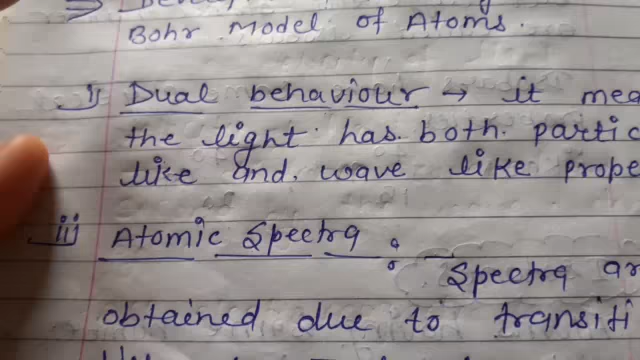 Bohr Model of Atoms.
i) Dual behaviour → it mea
the light has both partic
like and wave like prope
ii) Atomic Spectra :-
Spectra ar
obtained due to transiti